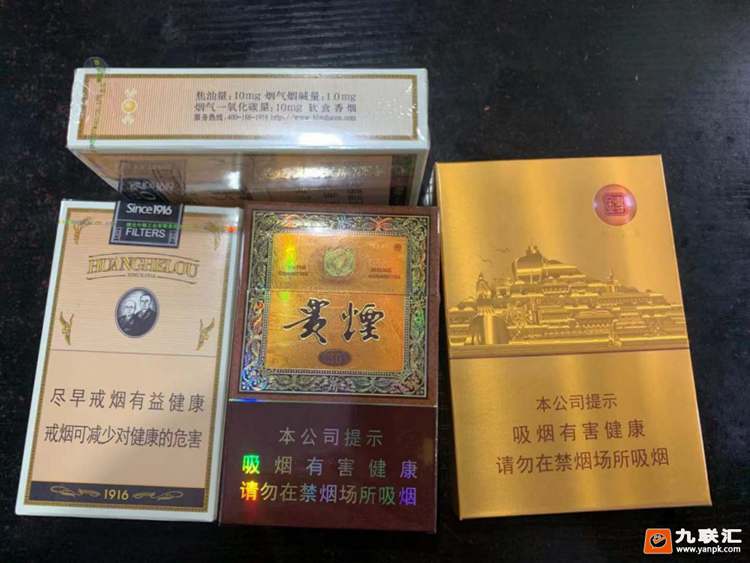 焦油量:10mg 烟气烟碱量:1.0mg
烟气一氧化碳量:10mg 软盒香烟
Since1916
FILTERS
HUANGHELOU
尽早戒烟有益健康
戒烟可减少对健康的危害
1916
貴煙
本公司提示
吸烟有害健康
请勿在禁烟场所吸烟
本公司提示
吸烟有害健康
请勿在禁烟场所吸烟
九联汇
www.yanpk.com